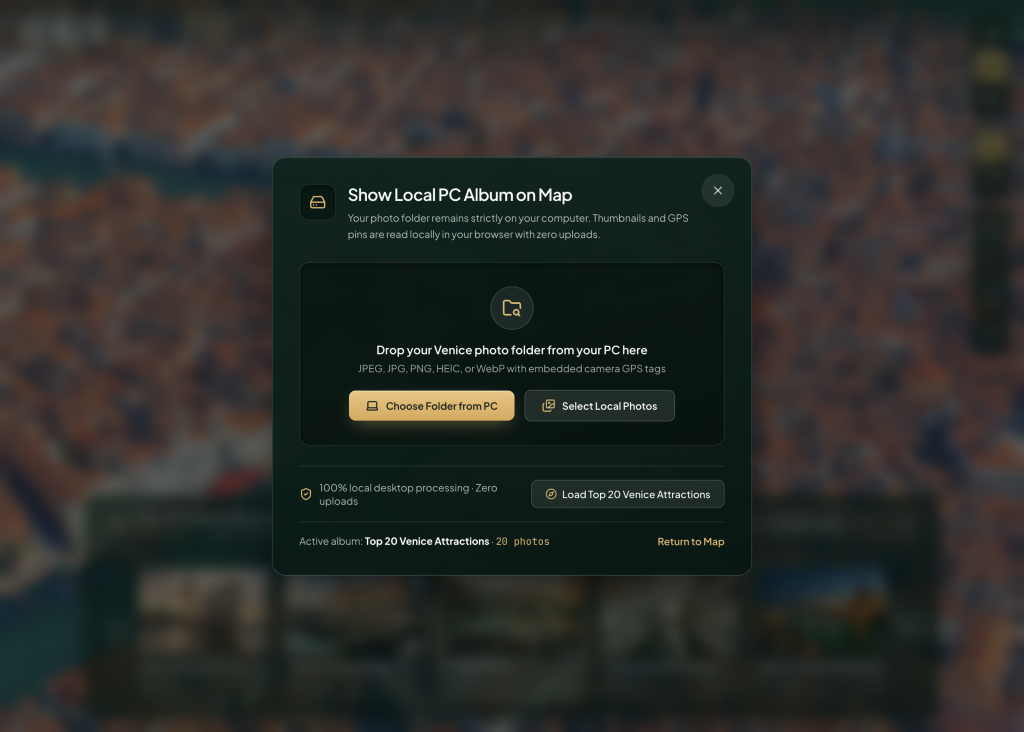 Show Local PC Album on Map
Your photo folder remains strictly on your computer. Thumbnails and GPS
pins are read locally in your browser with zero uploads.
Drop your Venice photo folder from your PC here
JPEG, JPG, PNG, HEIC, or WebP with embedded camera GPS tags
Choose Folder from PC
Select Local Photos
100% local desktop processing · Zero
uploads
Load Top 20 Venice Attractions
Active album: Top 20 Venice Attractions · 20 photos
Return to Map